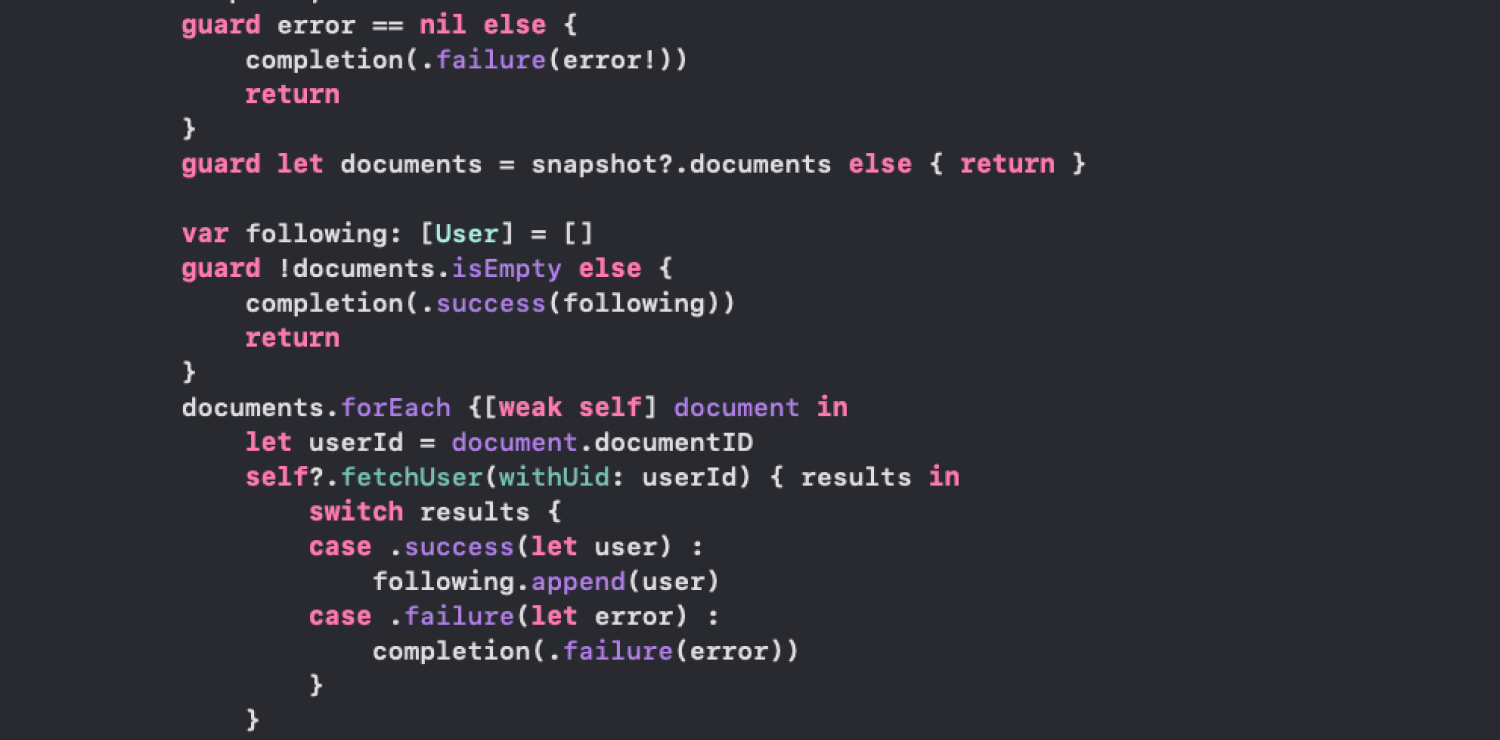 guard error == nil else {
completion(.failure(error!))
return
}
guard let documents = snapshot?.documents else { return }
var following: [User] = []
guard !documents.isEmpty else {
completion(.success(following))
return
}
documents.forEach {[weak self] document in
let userId = document.documentID
self?.fetchUser(withUid: userId) { results in
switch results {
case .success(let user) :
following.append(user)
case .failure(let error) :
completion(.failure(error))
}
}